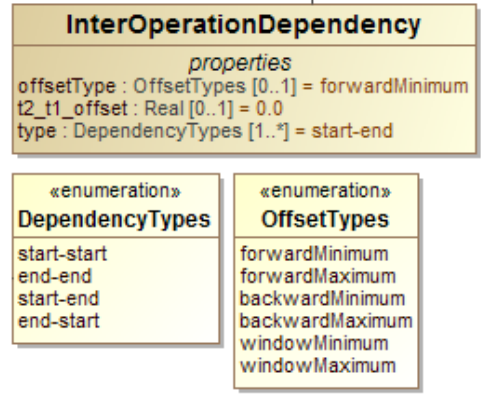 InterOperationDependency
properties
offsetType : OffsetTypes [0..1] = forwardMinimum
t2_t1_offset : Real [0..1] = 0.0
type : DependencyTypes [1..*] = start-end
«enumeration»
DependencyTypes
start-start
end-end
start-end
end-start
«enumeration»
OffsetTypes
forwardMinimum
forwardMaximum
backwardMinimum
backwardMaximum
windowMinimum
windowMaximum